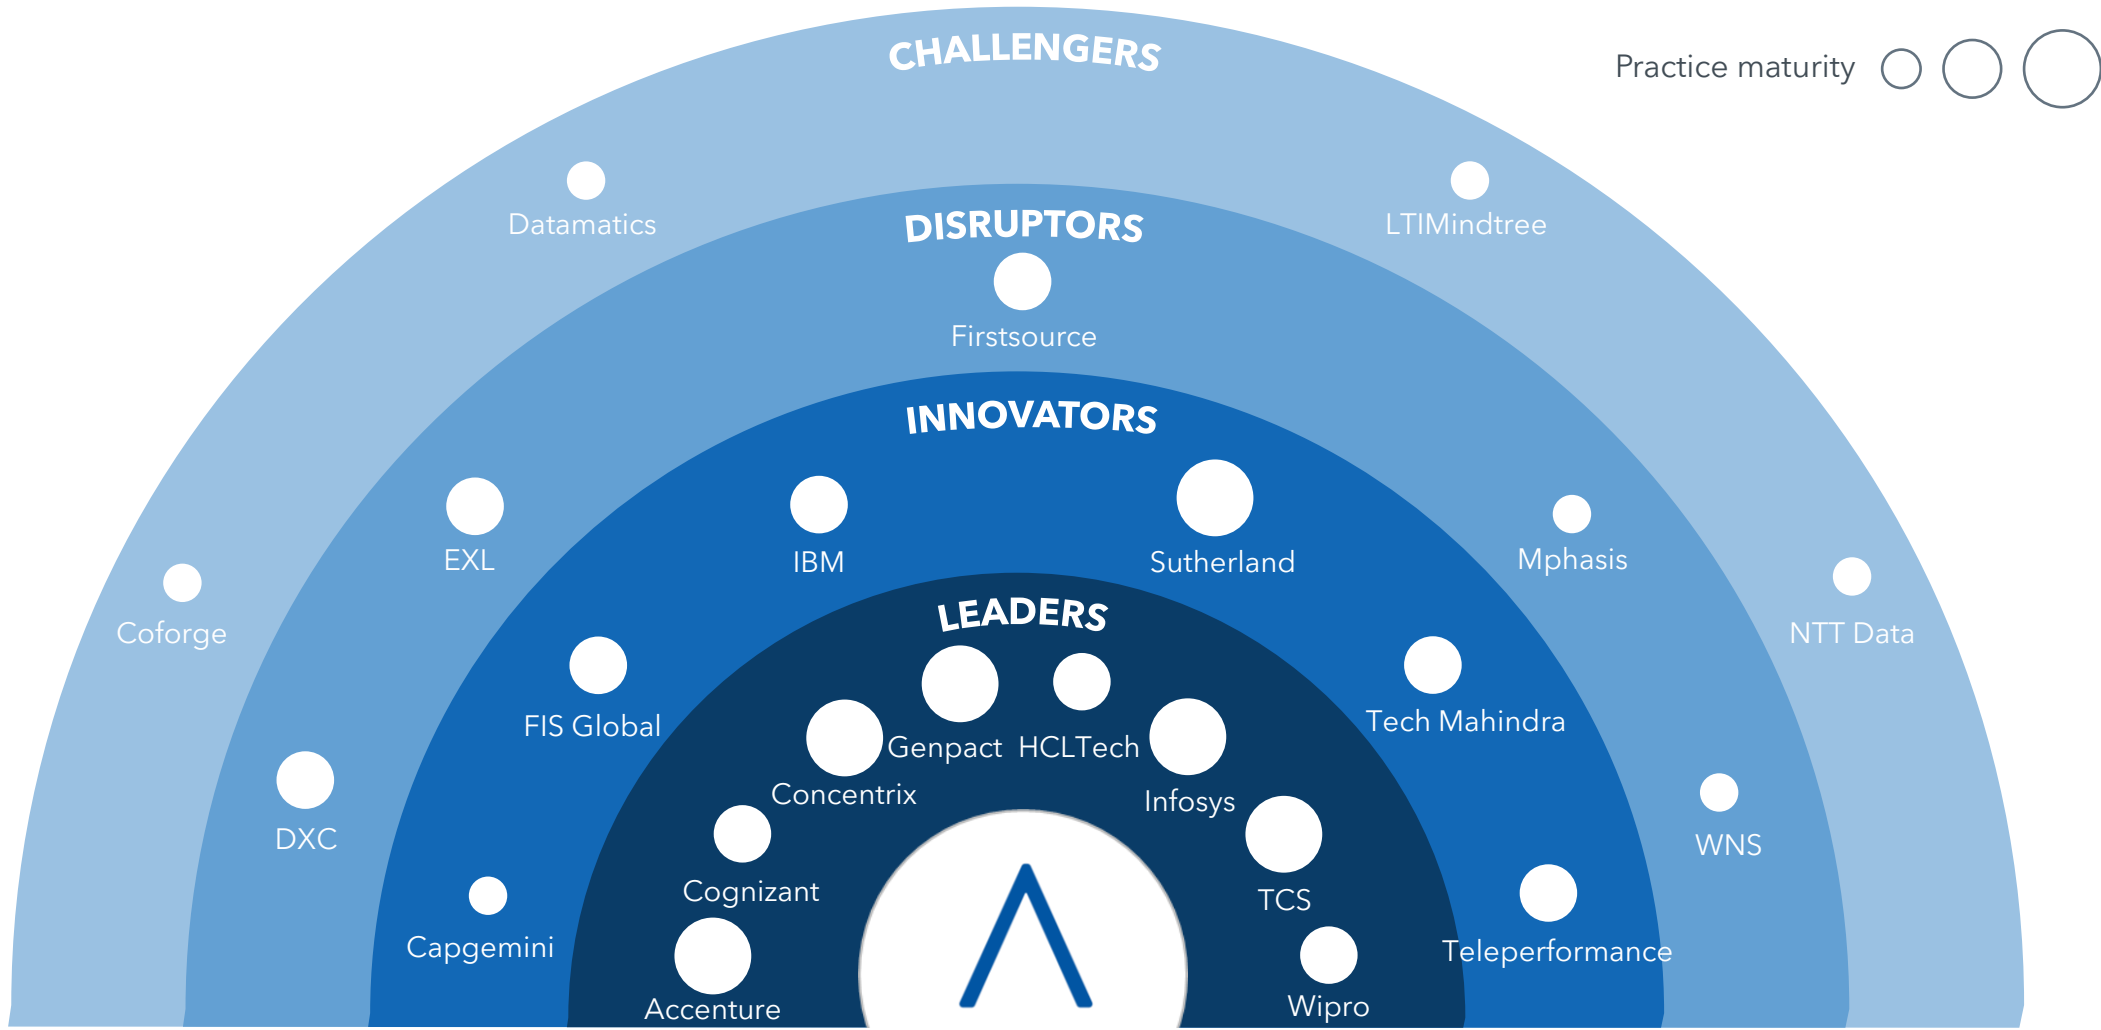 CHALLENGERS
Practice maturity
Datamatics
LTIMindtree
DISRUPTORS
Firstsource
INNOVATORS
EXL
IBM
Sutherland
Mphasis
Coforge
NTT Data
LEADERS
FIS Global
Tech Mahindra
Genpact
HCLTech
Concentrix
Infosys
DXC
WNS
Cognizant
TCS
Capgemini
Teleperformance
Accenture
Wipro